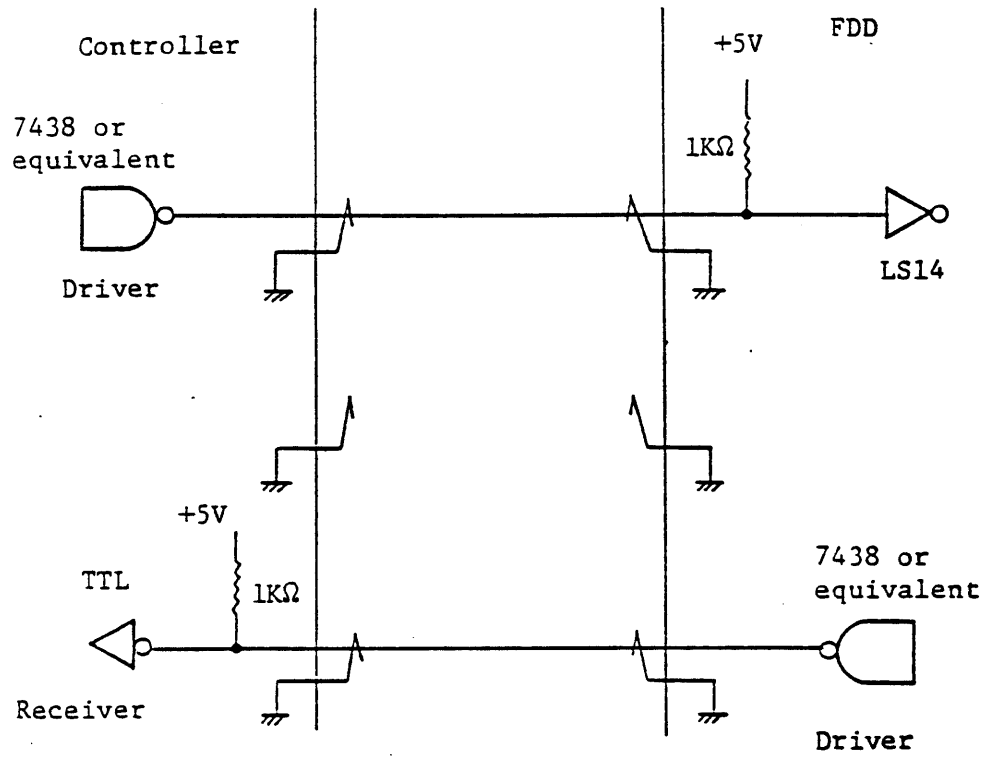 Controller
FDD
+5V
7438 or
equivalent
1KΩ
Driver
LS14
+5V
TTL
1KΩ
7438 or
equivalent
Receiver
Driver